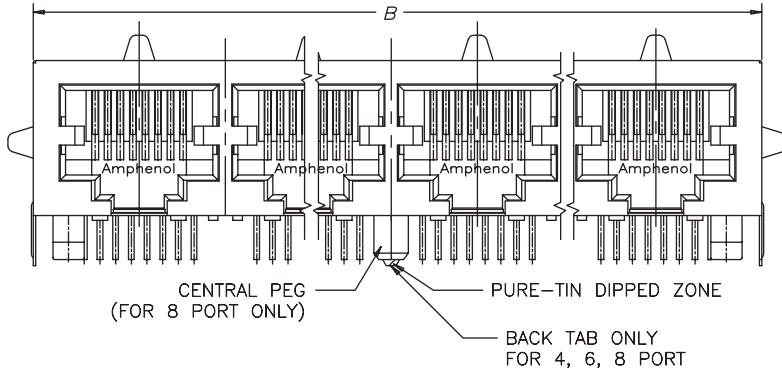 B
Amphenol Amphenol Amphenol Amphenol
CENTRAL PEG
(FOR 8 PORT ONLY)
PURE-TIN DIPPED ZONE
BACK TAB ONLY
FOR 4, 6, 8 PORT